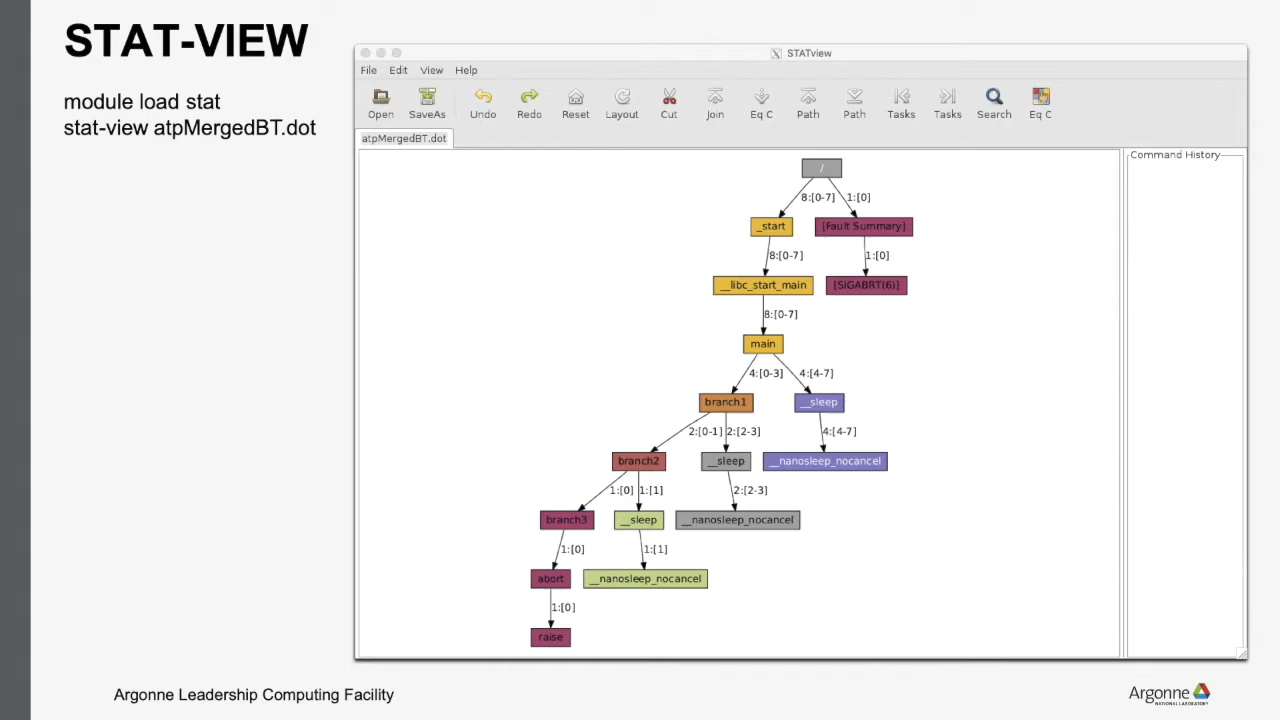 STAT-VIEW
module load stat
stat-view atpMergedBT.dot
STATview
File Edit View Help
Open SaveAs Undo Redo Reset Layout Cut Join Eq C Path Path Tasks Tasks Search Eq C
atpMergedBT.dot
Command History
/
8:[0-7] 1:[0]
_start [Fault Summary]
8:[0-7] 1:[0]
__libc_start_main [SIGABRT(6)]
8:[0-7]
main
4:[0-3] 4:[4-7]
branch1 __sleep
2:[0-1] 2:[2-3] 4:[4-7]
branch2 __sleep __nanosleep_nocancel
1:[0] 1:[1] 2:[2-3]
branch3 __sleep __nanosleep_nocancel
1:[0] 1:[1]
abort __nanosleep_nocancel
1:[0]
raise
Argonne Leadership Computing Facility
Argonne
NATIONAL LABORATORY